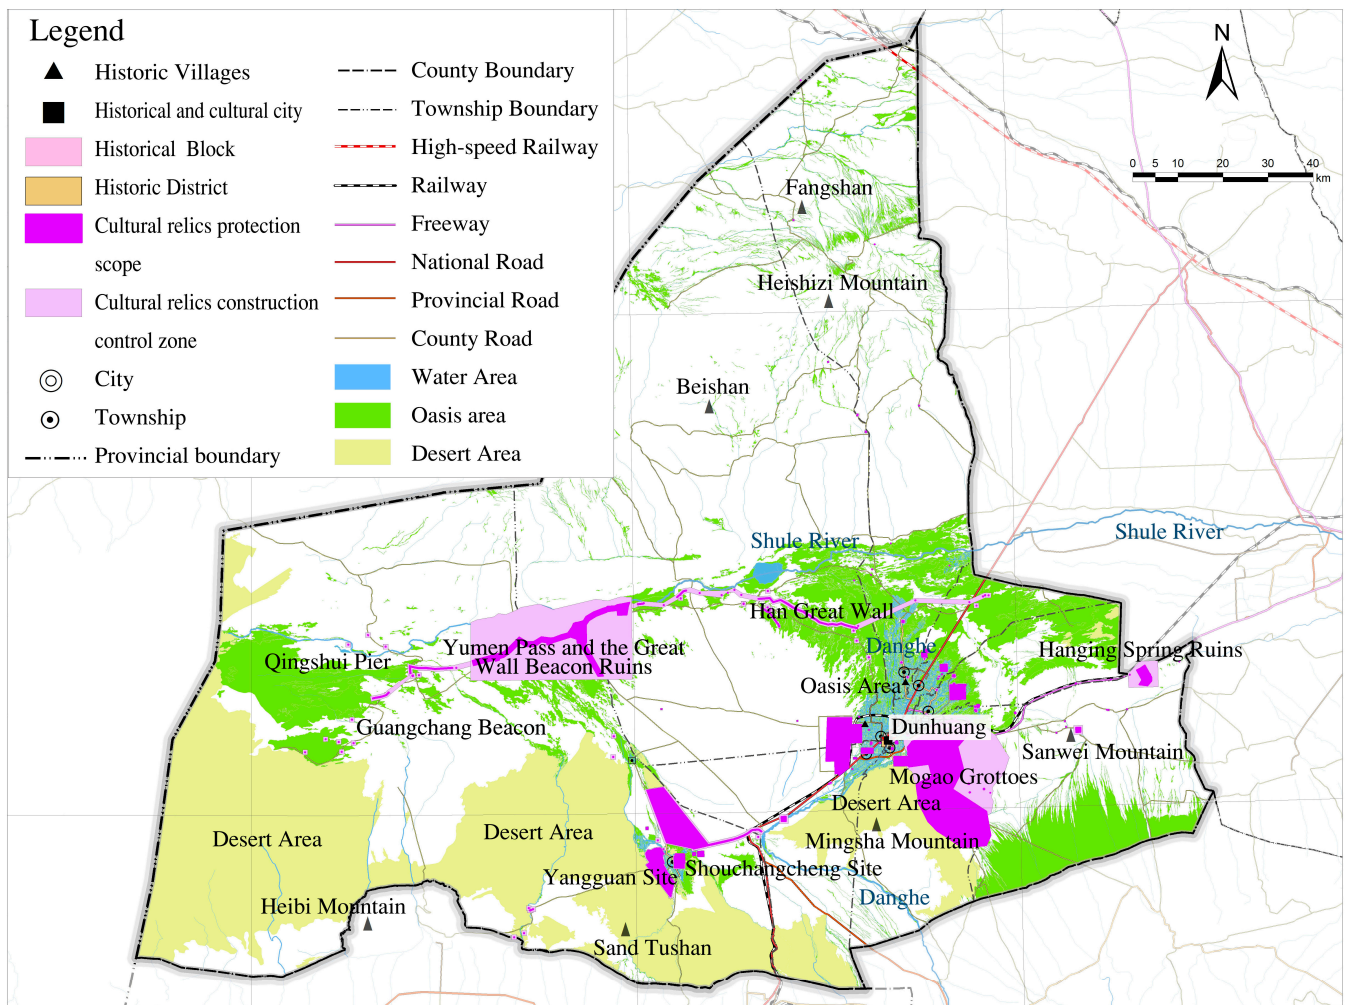 Legend
Historic Villages
Historical and cultural city
Historical Block
Historic District
Cultural relics protection
scope
Cultural relics construction
control zone
City
Township
Provincial boundary
County Boundary
Township Boundary
High-speed Railway
Railway
Freeway
National Road
Provincial Road
County Road
Water Area
Oasis area
Desert Area
N
0 5 10 20 30 40
km
Fangshan
Heishizi Mountain
Beishan
Shule River
Shule River
Han Great Wall
Danghe
Hanging Spring Ruins
Yumen Pass and the Great
Wall Beacon Ruins
Qingshui Pier
Oasis Area
Guangchang Beacon
Dunhuang
Sanwei Mountain
Mogao Grottoes
Desert Area
Desert Area
Desert Area
Mingsha Mountain
Yangguan Site
Shouchangcheng Site
Danghe
Heibi Mountain
Sand Tushan